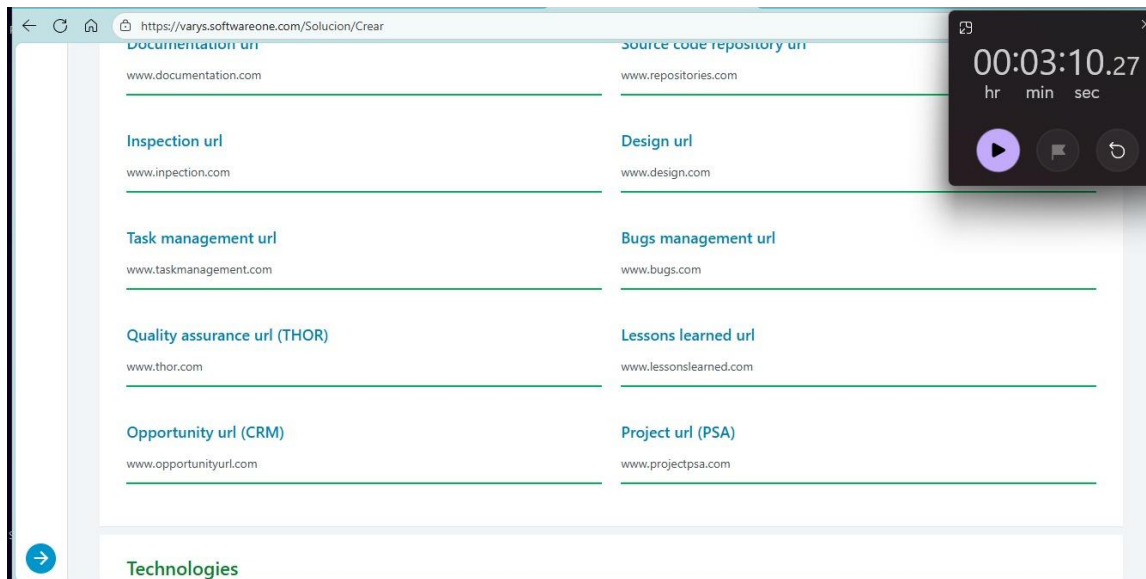 https://varys.softwareone.com/Solucion/Crear
00:03:10.27
hr min sec
Documentation url
Source code repository url
www.documentation.com
www.repositories.com
Inspection url
Design url
www.inpection.com
www.design.com
Task management url
Bugs management url
www.taskmanagement.com
www.bugs.com
Quality assurance url (THOR)
Lessons learned url
www.thor.com
www.lessonslearned.com
Opportunity url (CRM)
Project url (PSA)
www.opportunityurl.com
www.projectpsa.com
Technologies